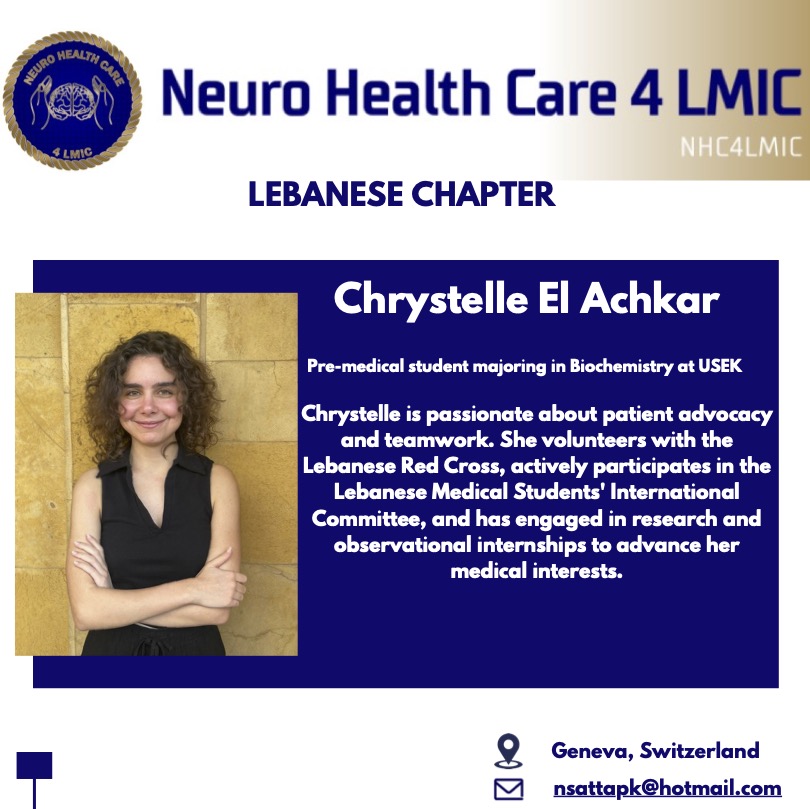 NEURO HEALTH CARE
4 LMIC
Neuro Health Care 4 LMIC
NHC4LMIC
LEBANESE CHAPTER
Chrystelle El Achkar
Pre-medical student majoring in Biochemistry at USEK
Chrystelle is passionate about patient advocacy
and teamwork. She volunteers with the
Lebanese Red Cross, actively participates in the
Lebanese Medical Students' International
Committee, and has engaged in research and
observational internships to advance her
medical interests.
Geneva, Switzerland
nsattapk@hotmail.com